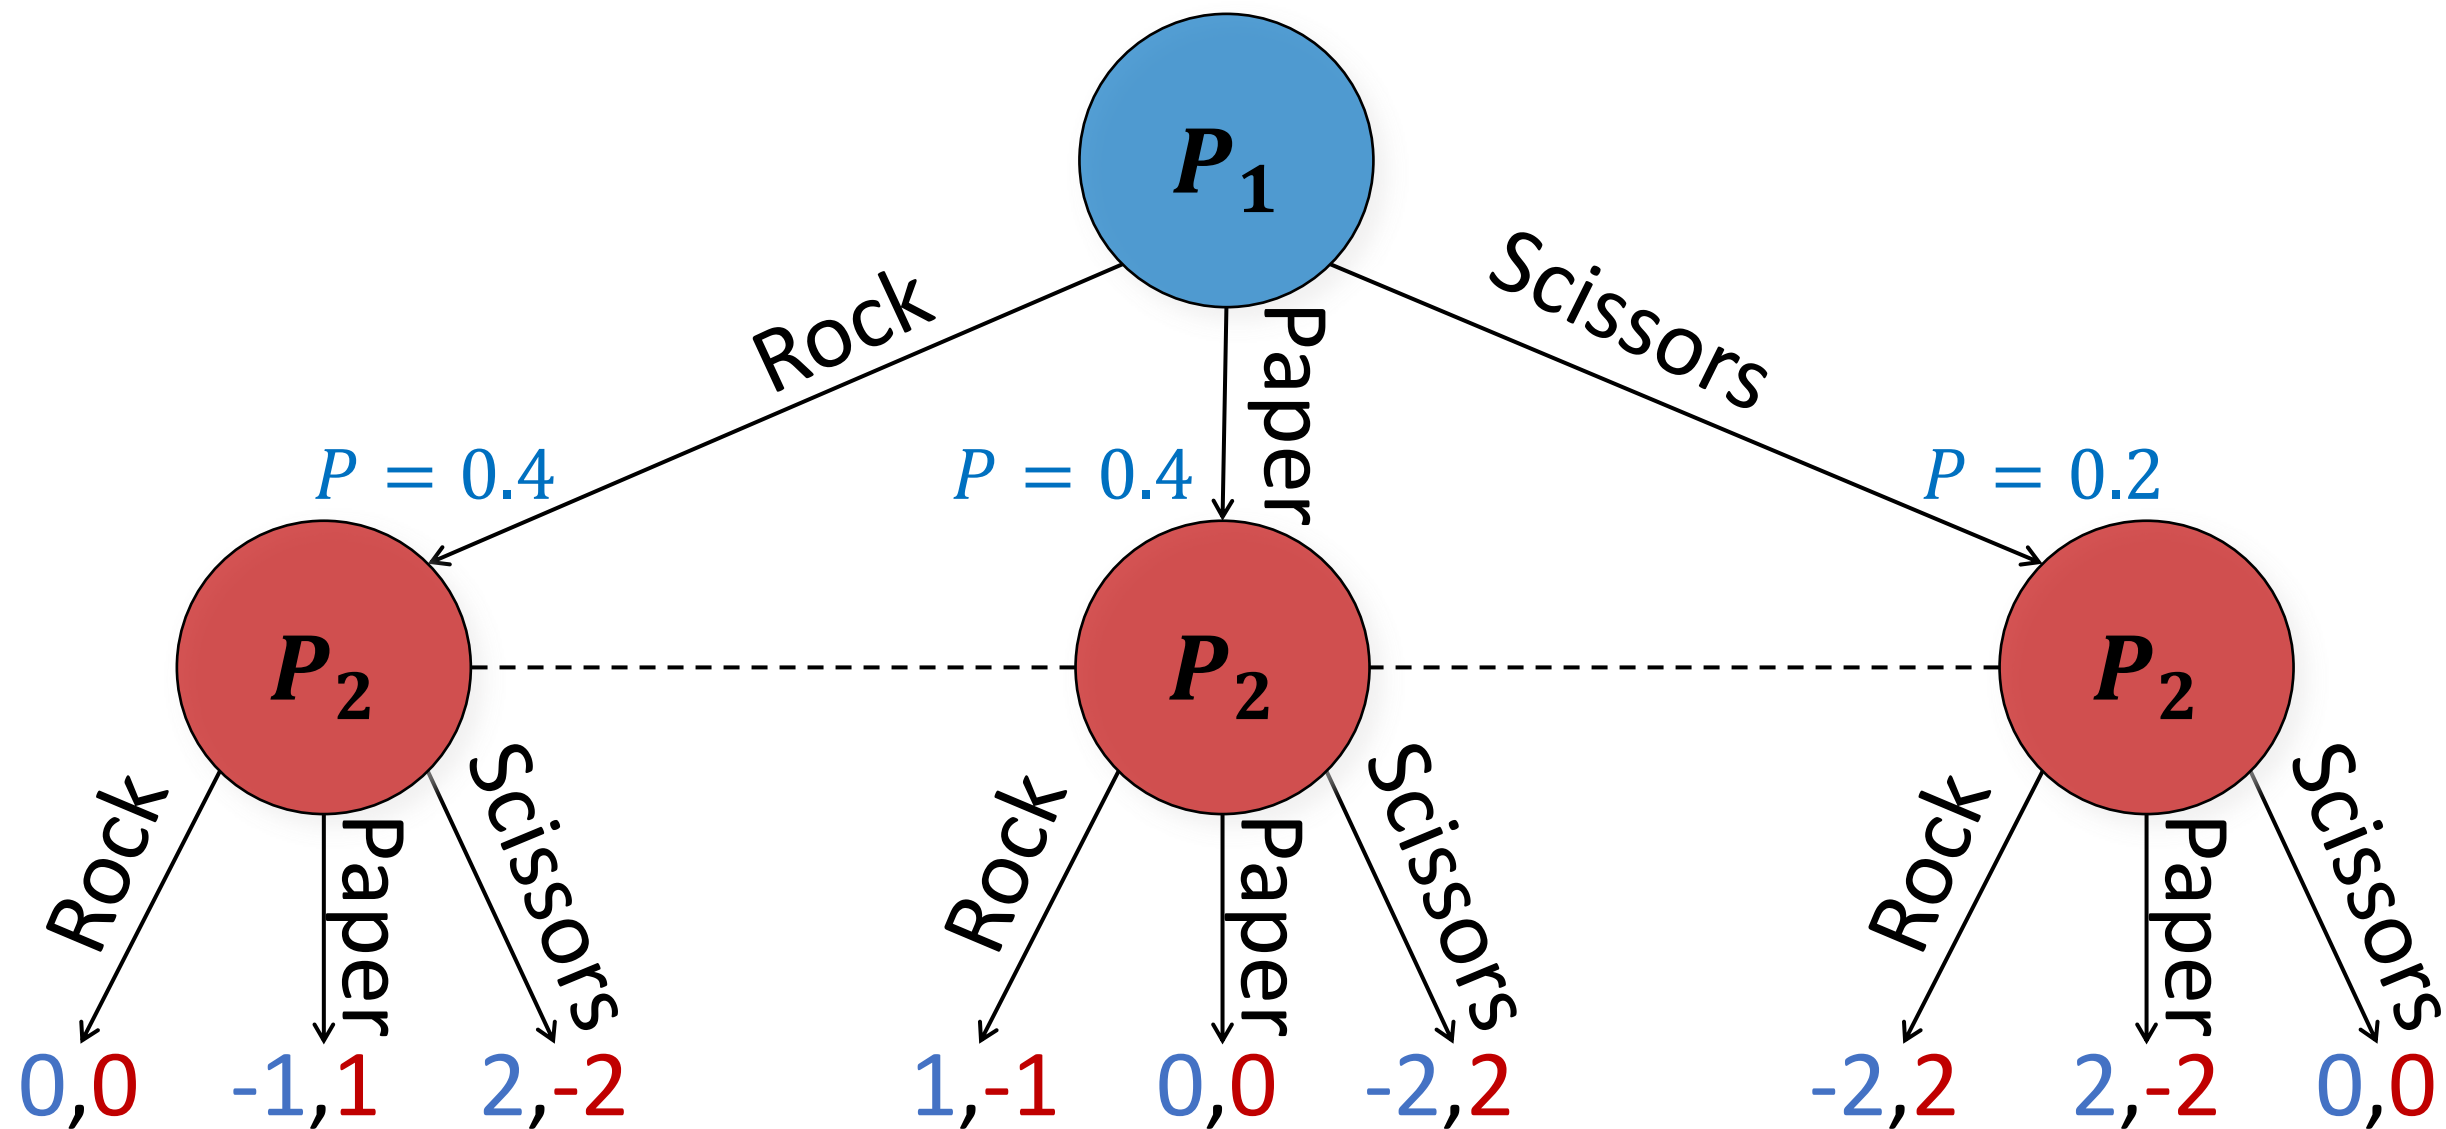 P1
Rock
Paper
Scissors
P = 0.4
P = 0.4
P = 0.2
P2
P2
P2
Rock
Paper
Scissors
Rock
Paper
Scissors
Rock
Paper
Scissors
0,0
-1,1
2,-2
1,-1
0,0
-2,2
-2,2
2,-2
0,0